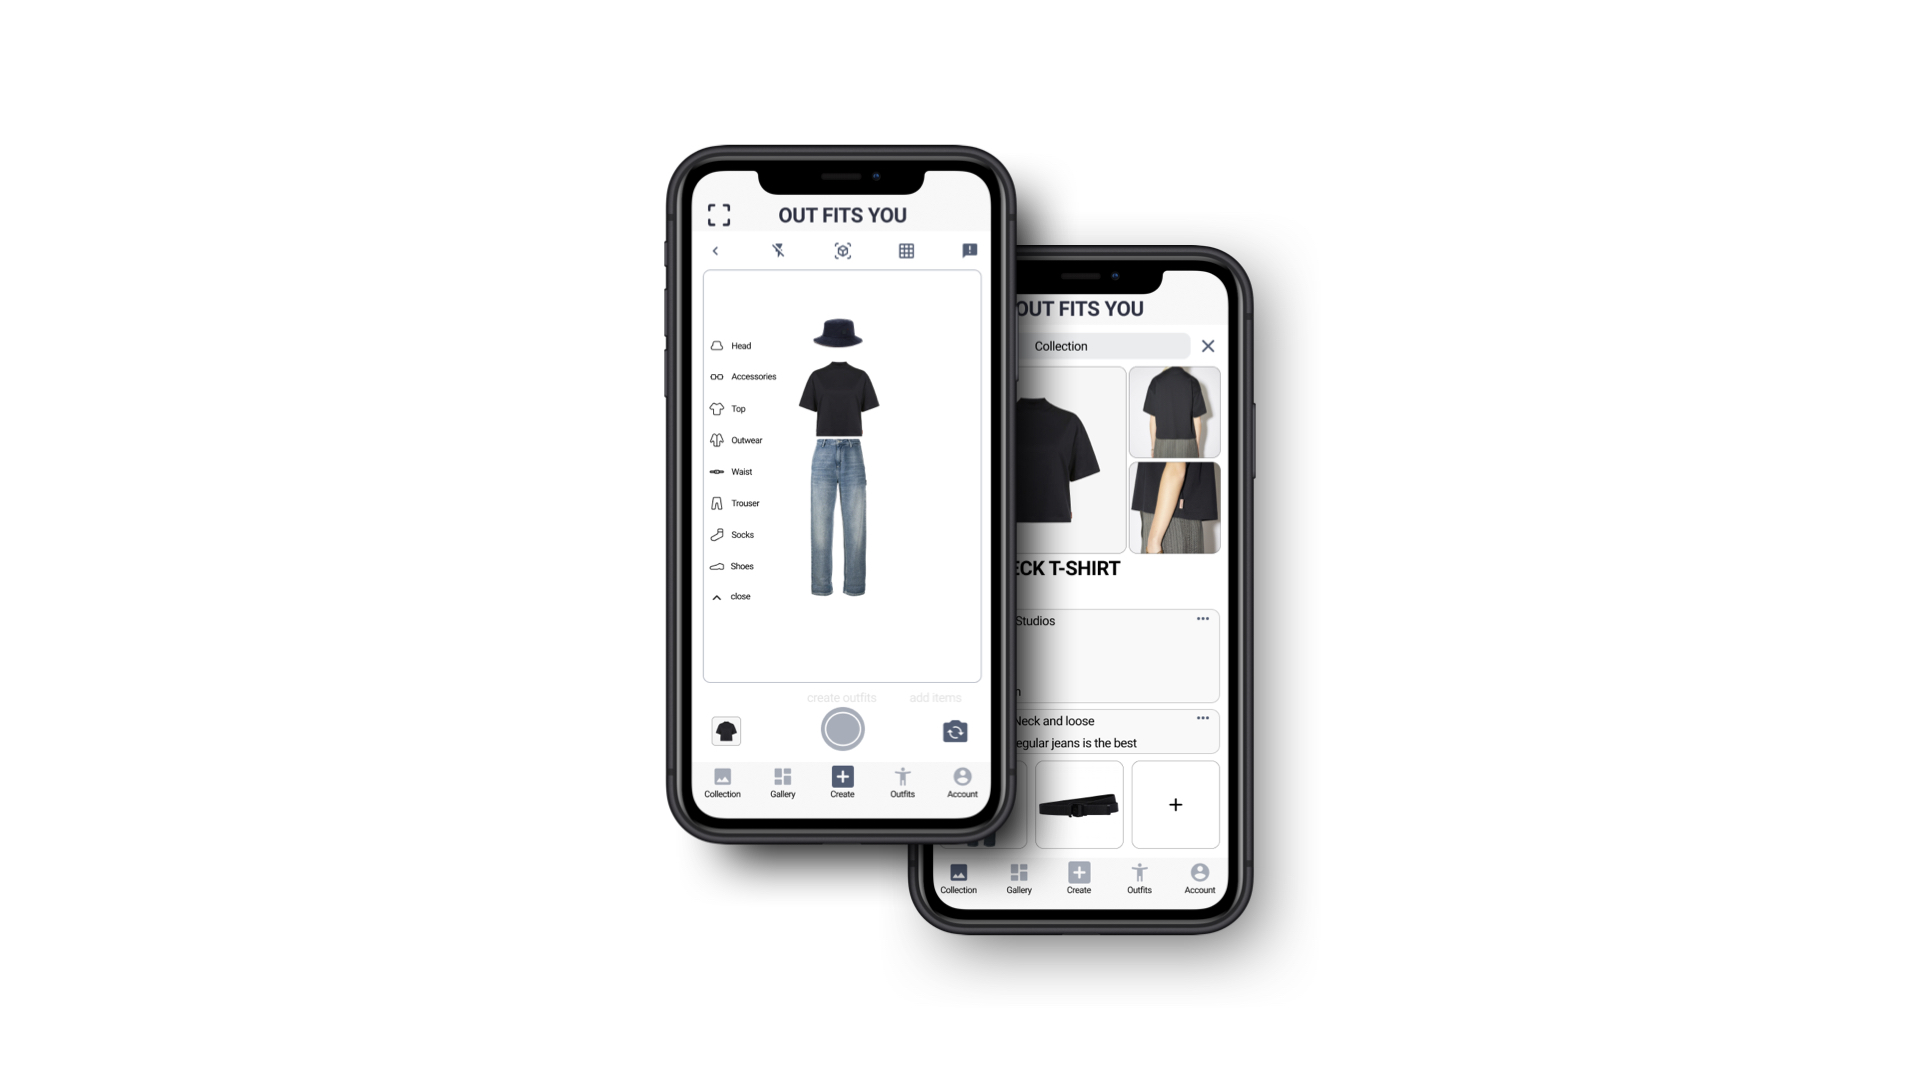 OUT FITS YOU
Head
Accessories
Top
Outwear
Waist
Trouser
Socks
Shoes
close
create outfits add items
Collection Gallery Create Outfits Account
OUT FITS YOU
Collection
ECK T-SHIRT
Studios
n
Neck and loose
egular jeans is the best
Collection Gallery Create Outfits Account